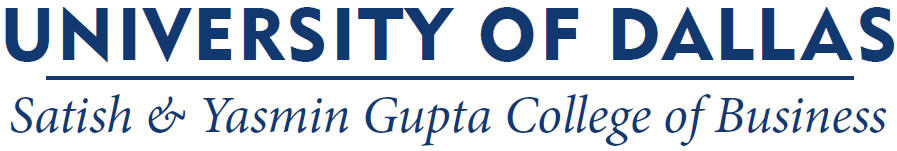 UNIVERSITY OF DALLAS
Satish & Yasmin Gupta College of Business